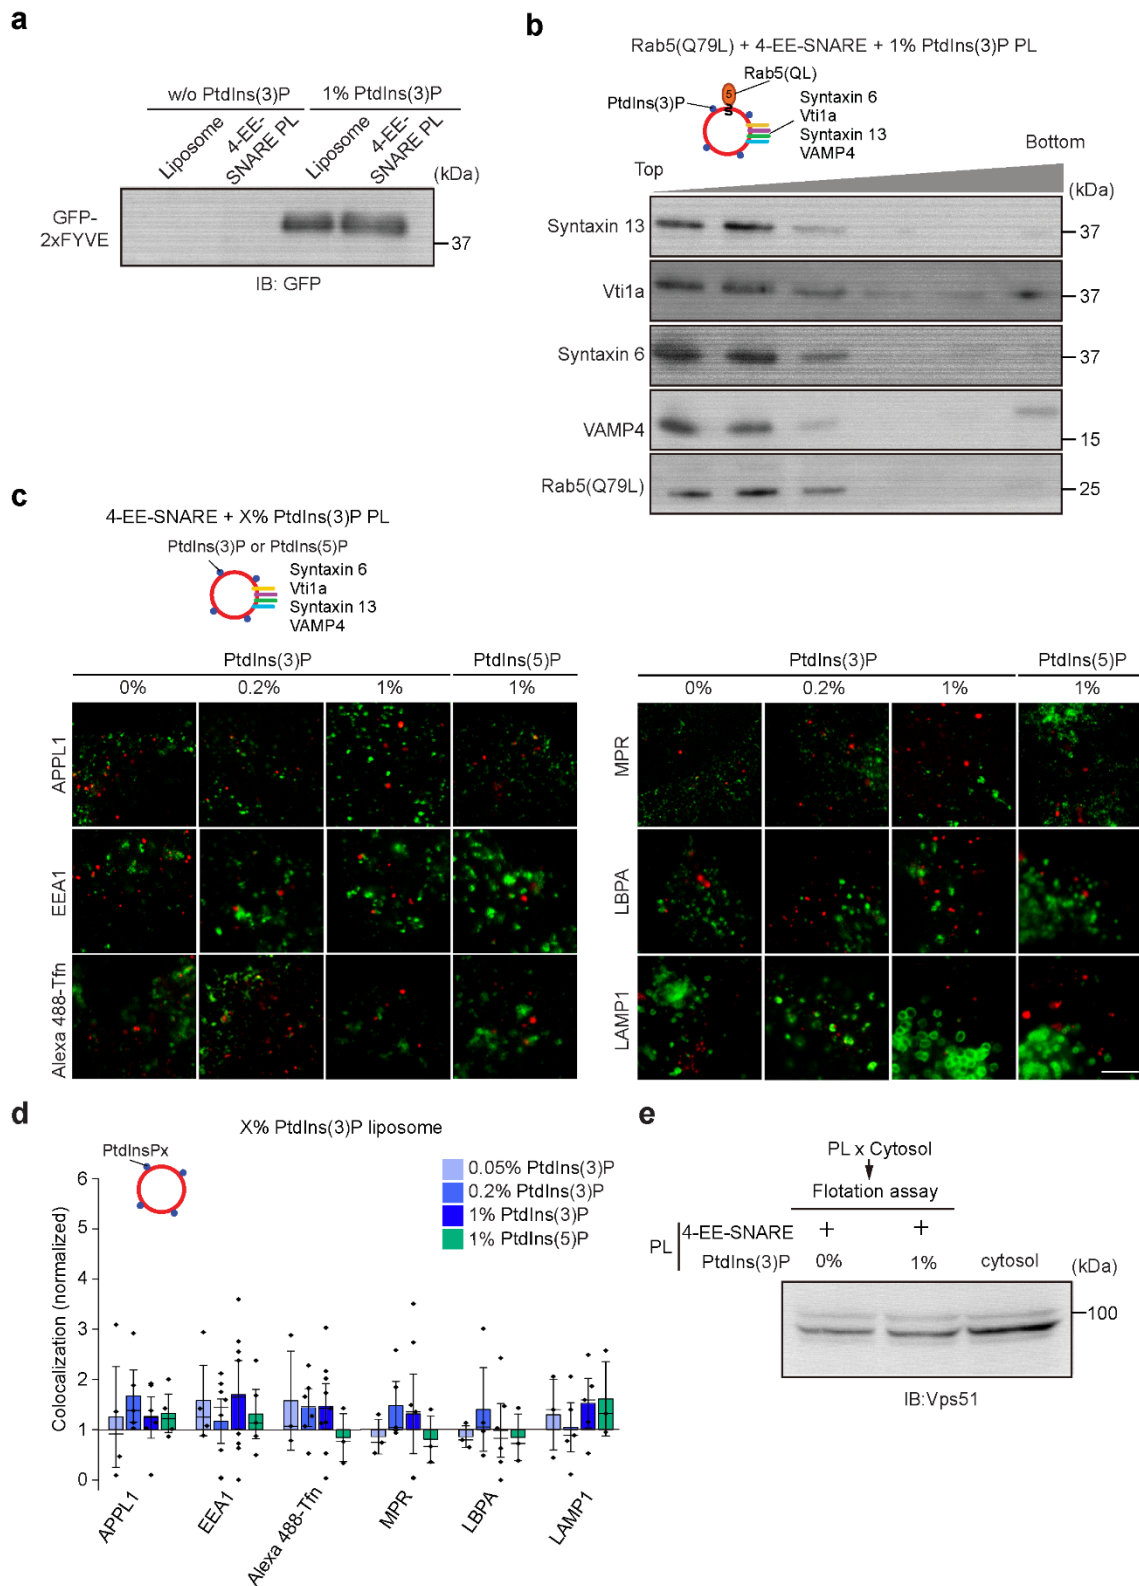 a
w/o PtdIns(3)P 1% PtdIns(3)P
Liposome
4-EE-
SNARE PL
Liposome
4-EE-
SNARE PL
(kDa)
GFP-
2xFYVE
37
IB: GFP
b
Rab5(Q79L) + 4-EE-SNARE + 1% PtdIns(3)P PL
Rab5(QL)
5
PtdIns(3)P
Syntaxin 6
Vti1a
Syntaxin 13
VAMP4
Top
Bottom
(kDa)
Syntaxin 13
37
Vti1a
37
Syntaxin 6
37
VAMP4
15
Rab5(Q79L)
25
c
4-EE-SNARE + X% PtdIns(3)P PL
PtdIns(3)P or PtdIns(5)P
Syntaxin 6
Vti1a
Syntaxin 13
VAMP4
PtdIns(3)P PtdIns(5)P
0% 0.2% 1% 1%
APPL1
EEA1
Alexa 488-Tfn
PtdIns(3)P PtdIns(5)P
0% 0.2% 1% 1%
MPR
LBPA
LAMP1
d
X% PtdIns(3)P liposome
PtdInsPx
0.05% PtdIns(3)P
0.2% PtdIns(3)P
1% PtdIns(3)P
1% PtdIns(5)P
Colocalization (normalized)
6
5
4
3
2
1
0
APPL1
EEA1
Alexa 488-Tfn
MPR
LBPA
LAMP1
e
PL x Cytosol
Flotation assay
PL
4-EE-SNARE + +
PtdIns(3)P 0% 1% cytosol (kDa)
100
IB:Vps51